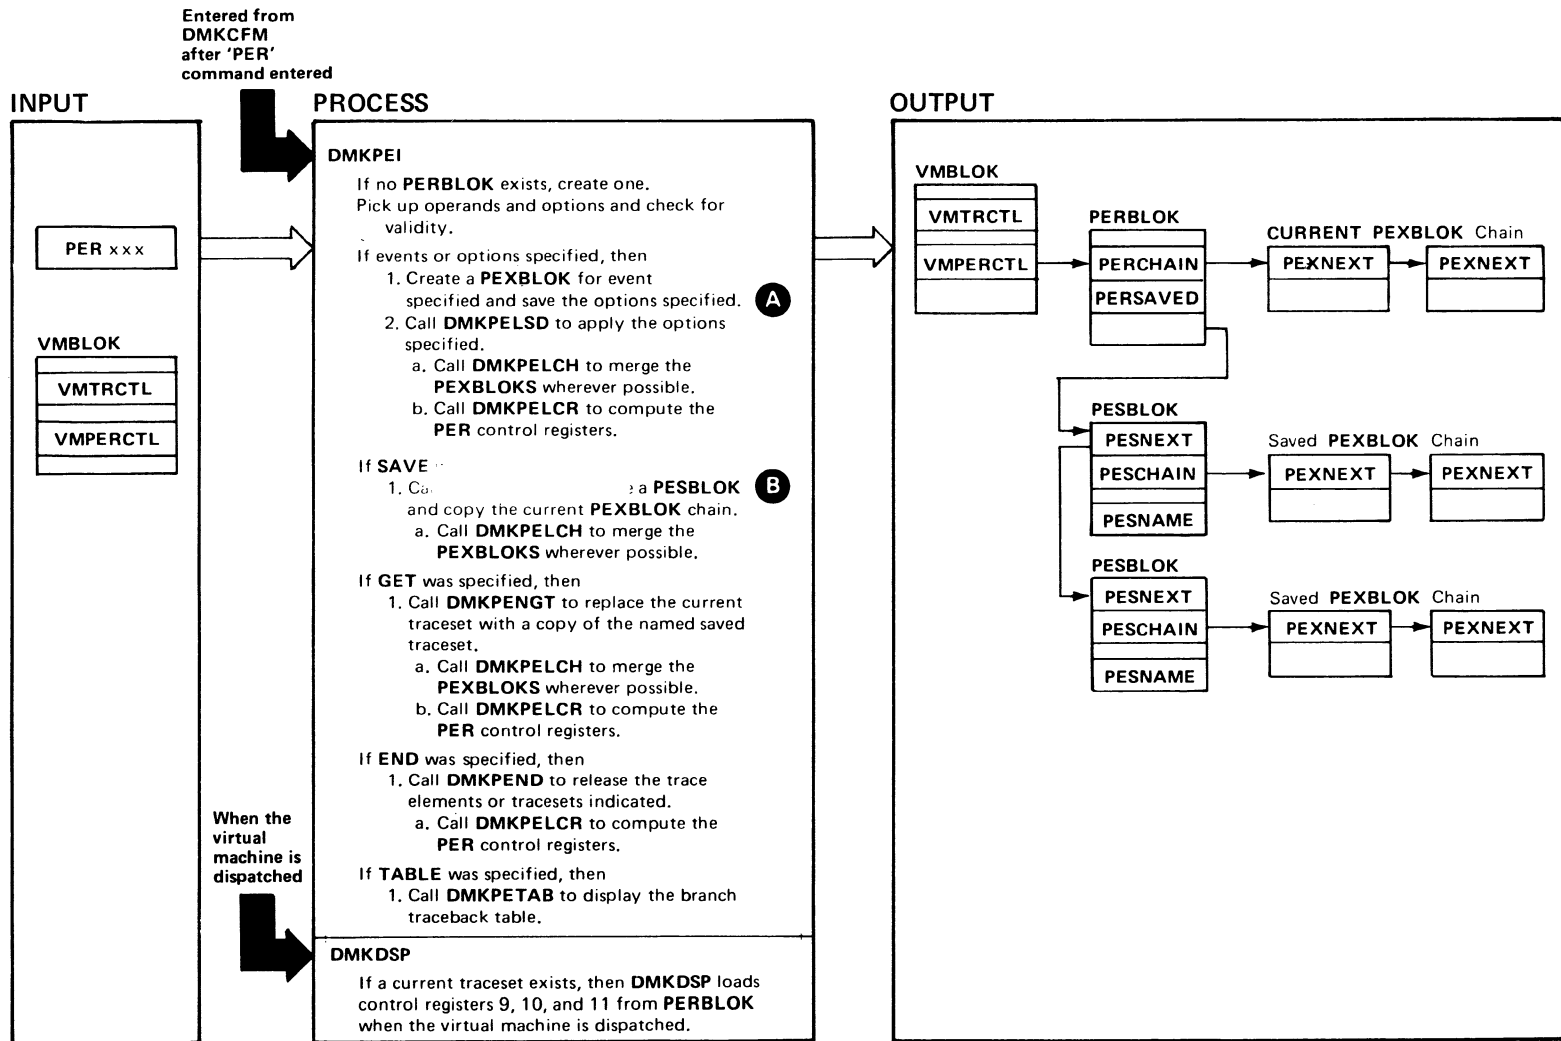 Entered from
DMKCFM
after 'PER'
command entered
INPUT
PROCESS
OUTPUT
PER xxx
VMBLOK
VMTRCTL
VMPERCTL
DMKPEI
If no PERBLOK exists, create one.
Pick up operands and options and check for
validity.
If events or options specified, then
1. Create a PEXBLOK for event
specified and save the options specified.
A
2. Call DMKPELSD to apply the options
specified.
a. Call DMKPELCH to merge the
PEXBLOKS wherever possible.
b. Call DMKPELCR to compute the
PER control registers.
If SAVE
1. a PESBLOK
B
and copy the current PEXBLOK chain.
a. Call DMKPELCH to merge the
PEXBLOKS wherever possible.
If GET was specified, then
1. Call DMKPENGT to replace the current
traceset with a copy of the named saved
traceset.
a. Call DMKPELCH to merge the
PEXBLOKS wherever possible.
b. Call DMKPELCR to compute the
PER control registers.
If END was specified, then
1. Call DMKPEND to release the trace
elements or tracesets indicated.
a. Call DMKPELCR to compute the
PER control registers.
If TABLE was specified, then
1. Call DMKPETAB to display the branch
traceback table.
When the
virtual
machine is
dispatched
DMKDSP
If a current traceset exists, then DMKDSP loads
control registers 9, 10, and 11 from PERBLOK
when the virtual machine is dispatched.
VMBLOK
VMTRCTL
VMPERCTL
PERBLOK
PERCHAIN
PERSAVED
CURRENT PEXBLOK Chain
PEXNEXT
PEXNEXT
PESBLOK
PESNEXT
PESCHAIN
PESNAME
Saved PEXBLOK Chain
PEXNEXT
PEXNEXT
PESBLOK
PESNEXT
PESCHAIN
PESNAME
Saved PEXBLOK Chain
PEXNEXT
PEXNEXT